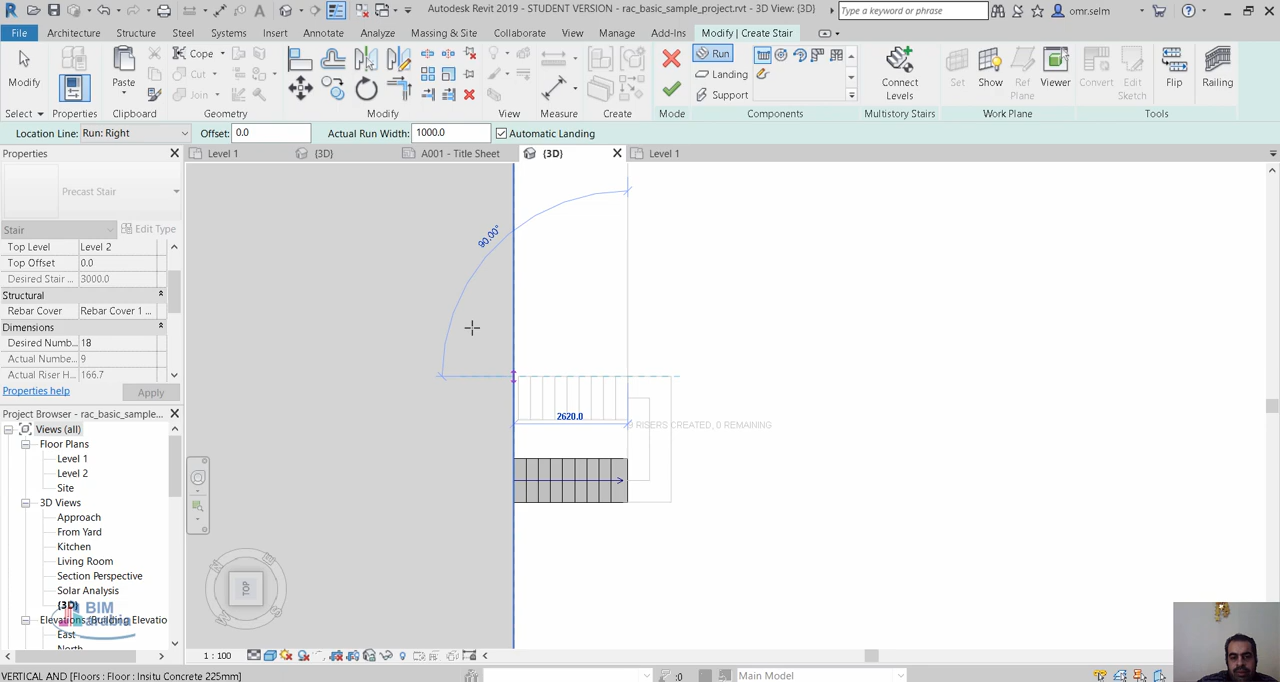 Autodesk Revit 2019 - STUDENT VERSION - rac_basic_sample_project.rvt - 3D View: {3D}
Type a keyword or phrase
omr.selm
File Architecture Structure Steel Systems Insert Annotate Analyze Massing & Site Collaborate View Manage Add-Ins Modify | Create Stair
Modify
Paste
Cope
Cut
Join
Run
Landing
Support
Connect Levels
Set
Show
Ref Plane
Viewer
Convert
Edit Sketch
Flip
Railing
Select Properties Clipboard Geometry Modify View Measure Create Mode Components Multistory Stairs Work Plane Tools
Location Line: Run: Right Offset: 0.0 Actual Run Width: 1000.0 Automatic Landing
Properties
Level 1
{3D}
A001 - Title Sheet
{3D}
Level 1
Precast Stair
Stair Edit Type
Top Level Level 2
Top Offset 0.0
Desired Stair ... 3000.0
Structural
Rebar Cover Rebar Cover 1 ...
Dimensions
Desired Numb... 18
Actual Numbe... 9
Actual Riser H... 166.7
Properties help Apply
Project Browser - rac_basic_sample...
Views (all)
Floor Plans
Level 1
Level 2
Site
3D Views
Approach
From Yard
Kitchen
Living Room
Section Perspective
Solar Analysis
{3D}
BIM
arabia
Elevations (Building Elevatio
East
North
90.00°
2620.0
RISERS CREATED, 0 REMAINING
TOP
1 : 100
VERTICAL AND [Floors : Floor : Insitu Concrete 225mm]
:0
Main Model